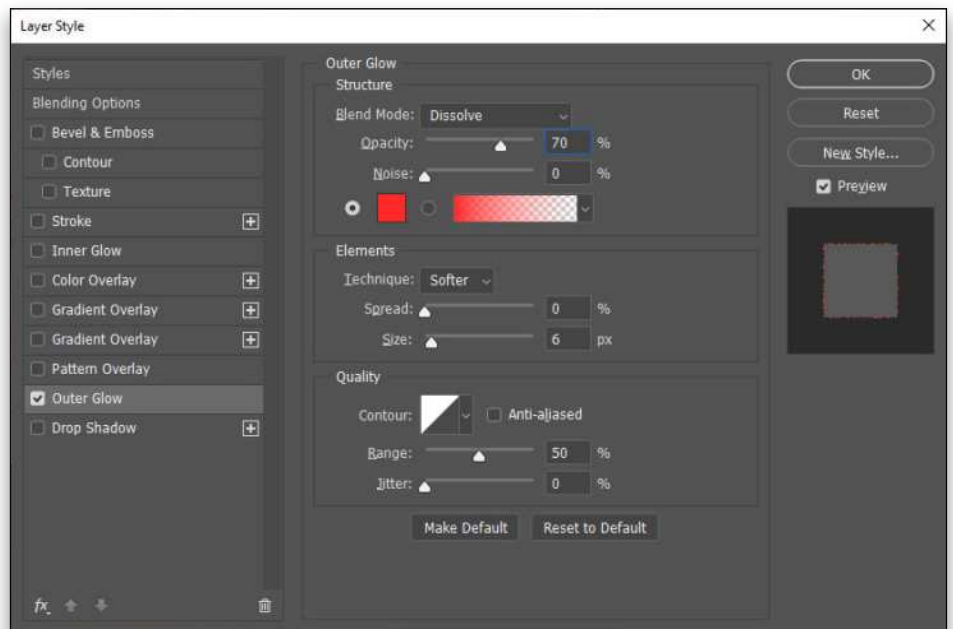 Layer Style
Styles
Blending Options
Bevel & Emboss
Contour
Texture
Stroke
Inner Glow
Color Overlay
Gradient Overlay
Gradient Overlay
Pattern Overlay
Outer Glow
Drop Shadow
fx
Outer Glow
Structure
Blend Mode: Dissolve
Opacity: 70 %
Noise: 0 %
Elements
Technique: Softer
Spread: 0 %
Size: 6 px
Quality
Contour: Anti-aliased
Range: 50 %
Jitter: 0 %
Make Default Reset to Default
OK
Reset
New Style...
Preview